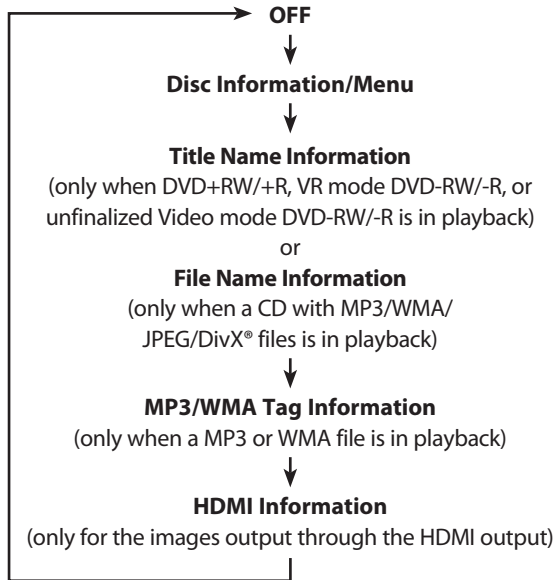 OFF
Disc Information/Menu
Title Name Information
(only when DVD+RW/+R, VR mode DVD-RW/-R, or
unfinalized Video mode DVD-RW/-R is in playback)
or
File Name Information
(only when a CD with MP3/WMA/
JPEG/DivX® files is in playback)
MP3/WMA Tag Information
(only when a MP3 or WMA file is in playback)
HDMI Information
(only for the images output through the HDMI output)